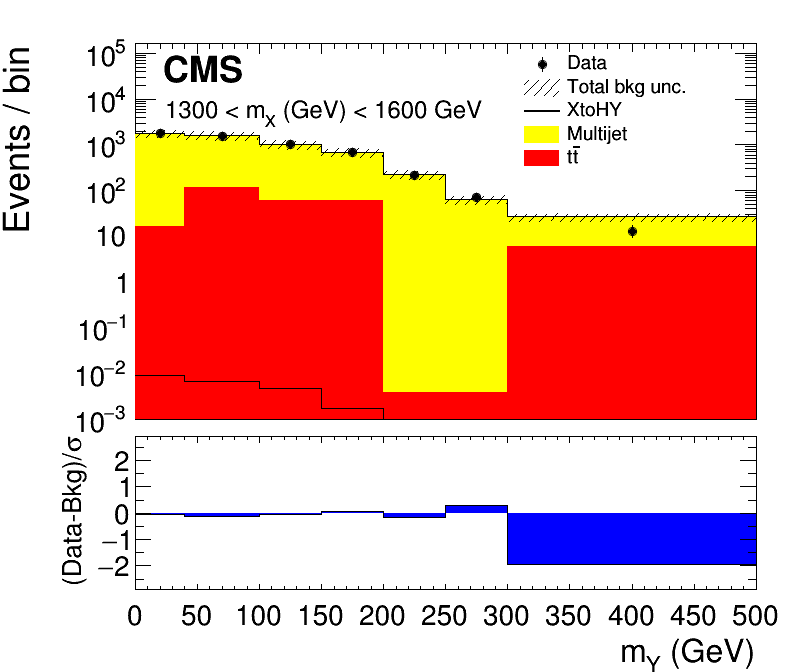 CMS
1300 < m_X (GeV) < 1600 GeV
Data
Total bkg unc.
XtoHY
Multijet
tt̄
Events / bin
10^5
10^4
10^3
10^2
10
1
10^−1
10^−2
10^−3
(Data-Bkg)/σ
2
1
0
−1
−2
0 50 100 150 200 250 300 350 400 450 500
m_Y (GeV)